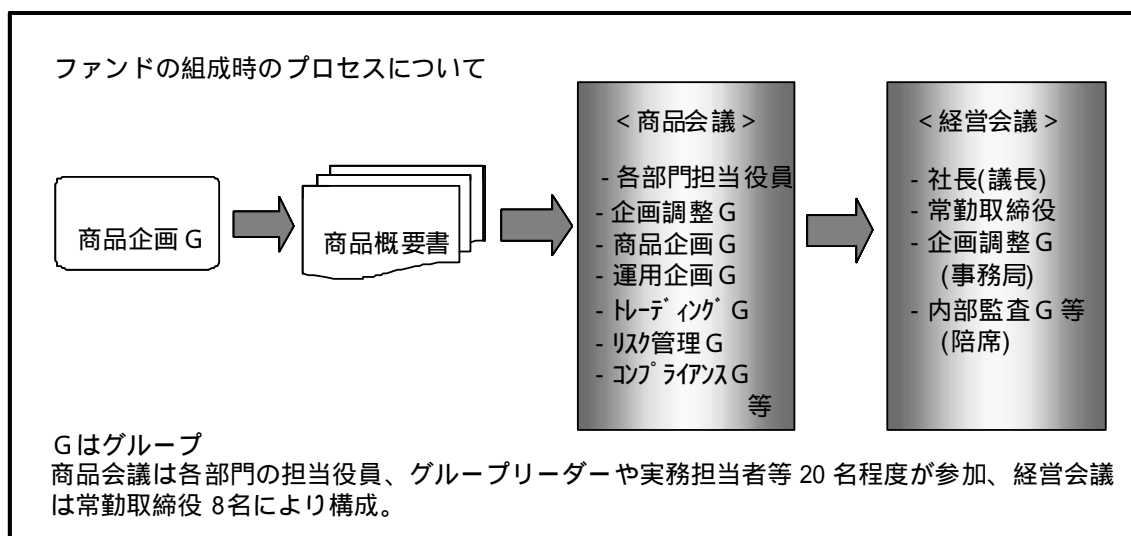 ファンドの組成時のプロセスについて
商品企画G
商品概要書
<商品会議>
- 各部門担当役員
- 企画調整G
- 商品企画G
- 運用企画G
- ﾄﾚｰﾃﾞｨﾝｸﾞG
- ﾘｽｸ管理G
- ｺﾝﾌﾟﾗｲｱﾝｽG
等
<経営会議>
- 社長(議長)
- 常勤取締役
- 企画調整G
(事務局)
- 内部監査G等
(陪席)
Gはグループ
商品会議は各部門の担当役員、グループリーダーや実務担当者等 20 名程度が参加、経営会議
は常勤取締役 8名により構成。